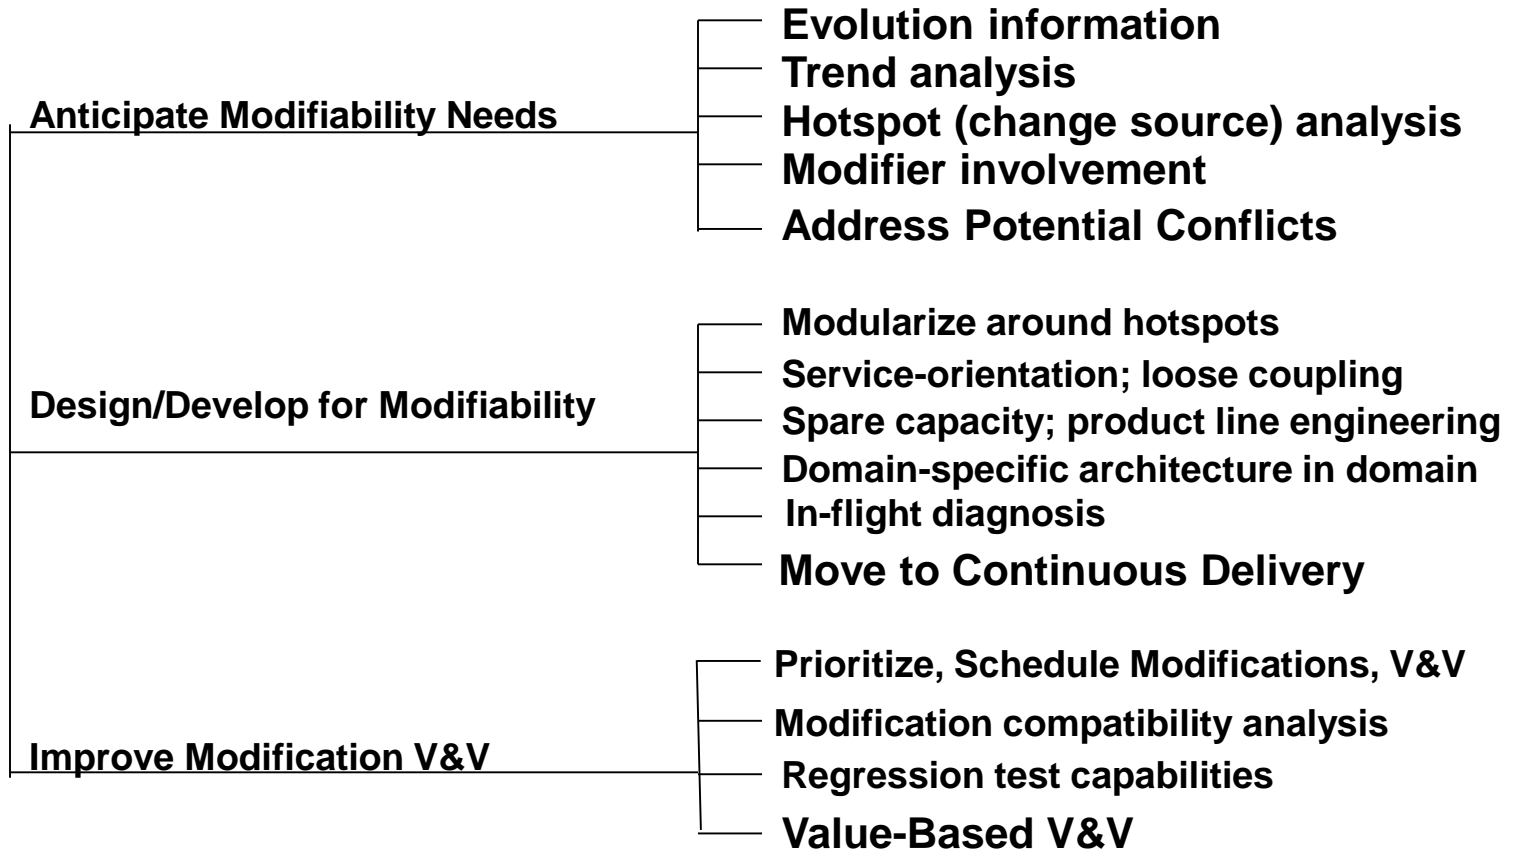 Anticipate Modifiability Needs
Evolution information
Trend analysis
Hotspot (change source) analysis
Modifier involvement
Address Potential Conflicts
Design/Develop for Modifiability
Modularize around hotspots
Service-orientation; loose coupling
Spare capacity; product line engineering
Domain-specific architecture in domain
In-flight diagnosis
Move to Continuous Delivery
Improve Modification V&V
Prioritize, Schedule Modifications, V&V
Modification compatibility analysis
Regression test capabilities
Value-Based V&V